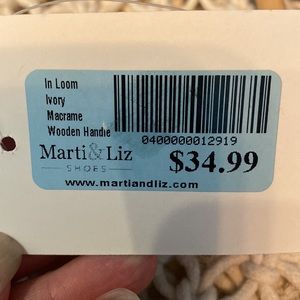 In Loom
Ivory
Macrame
Wooden Handle
0400000012919
Marti&Liz
SHOES
$34.99
www.martiandliz.com